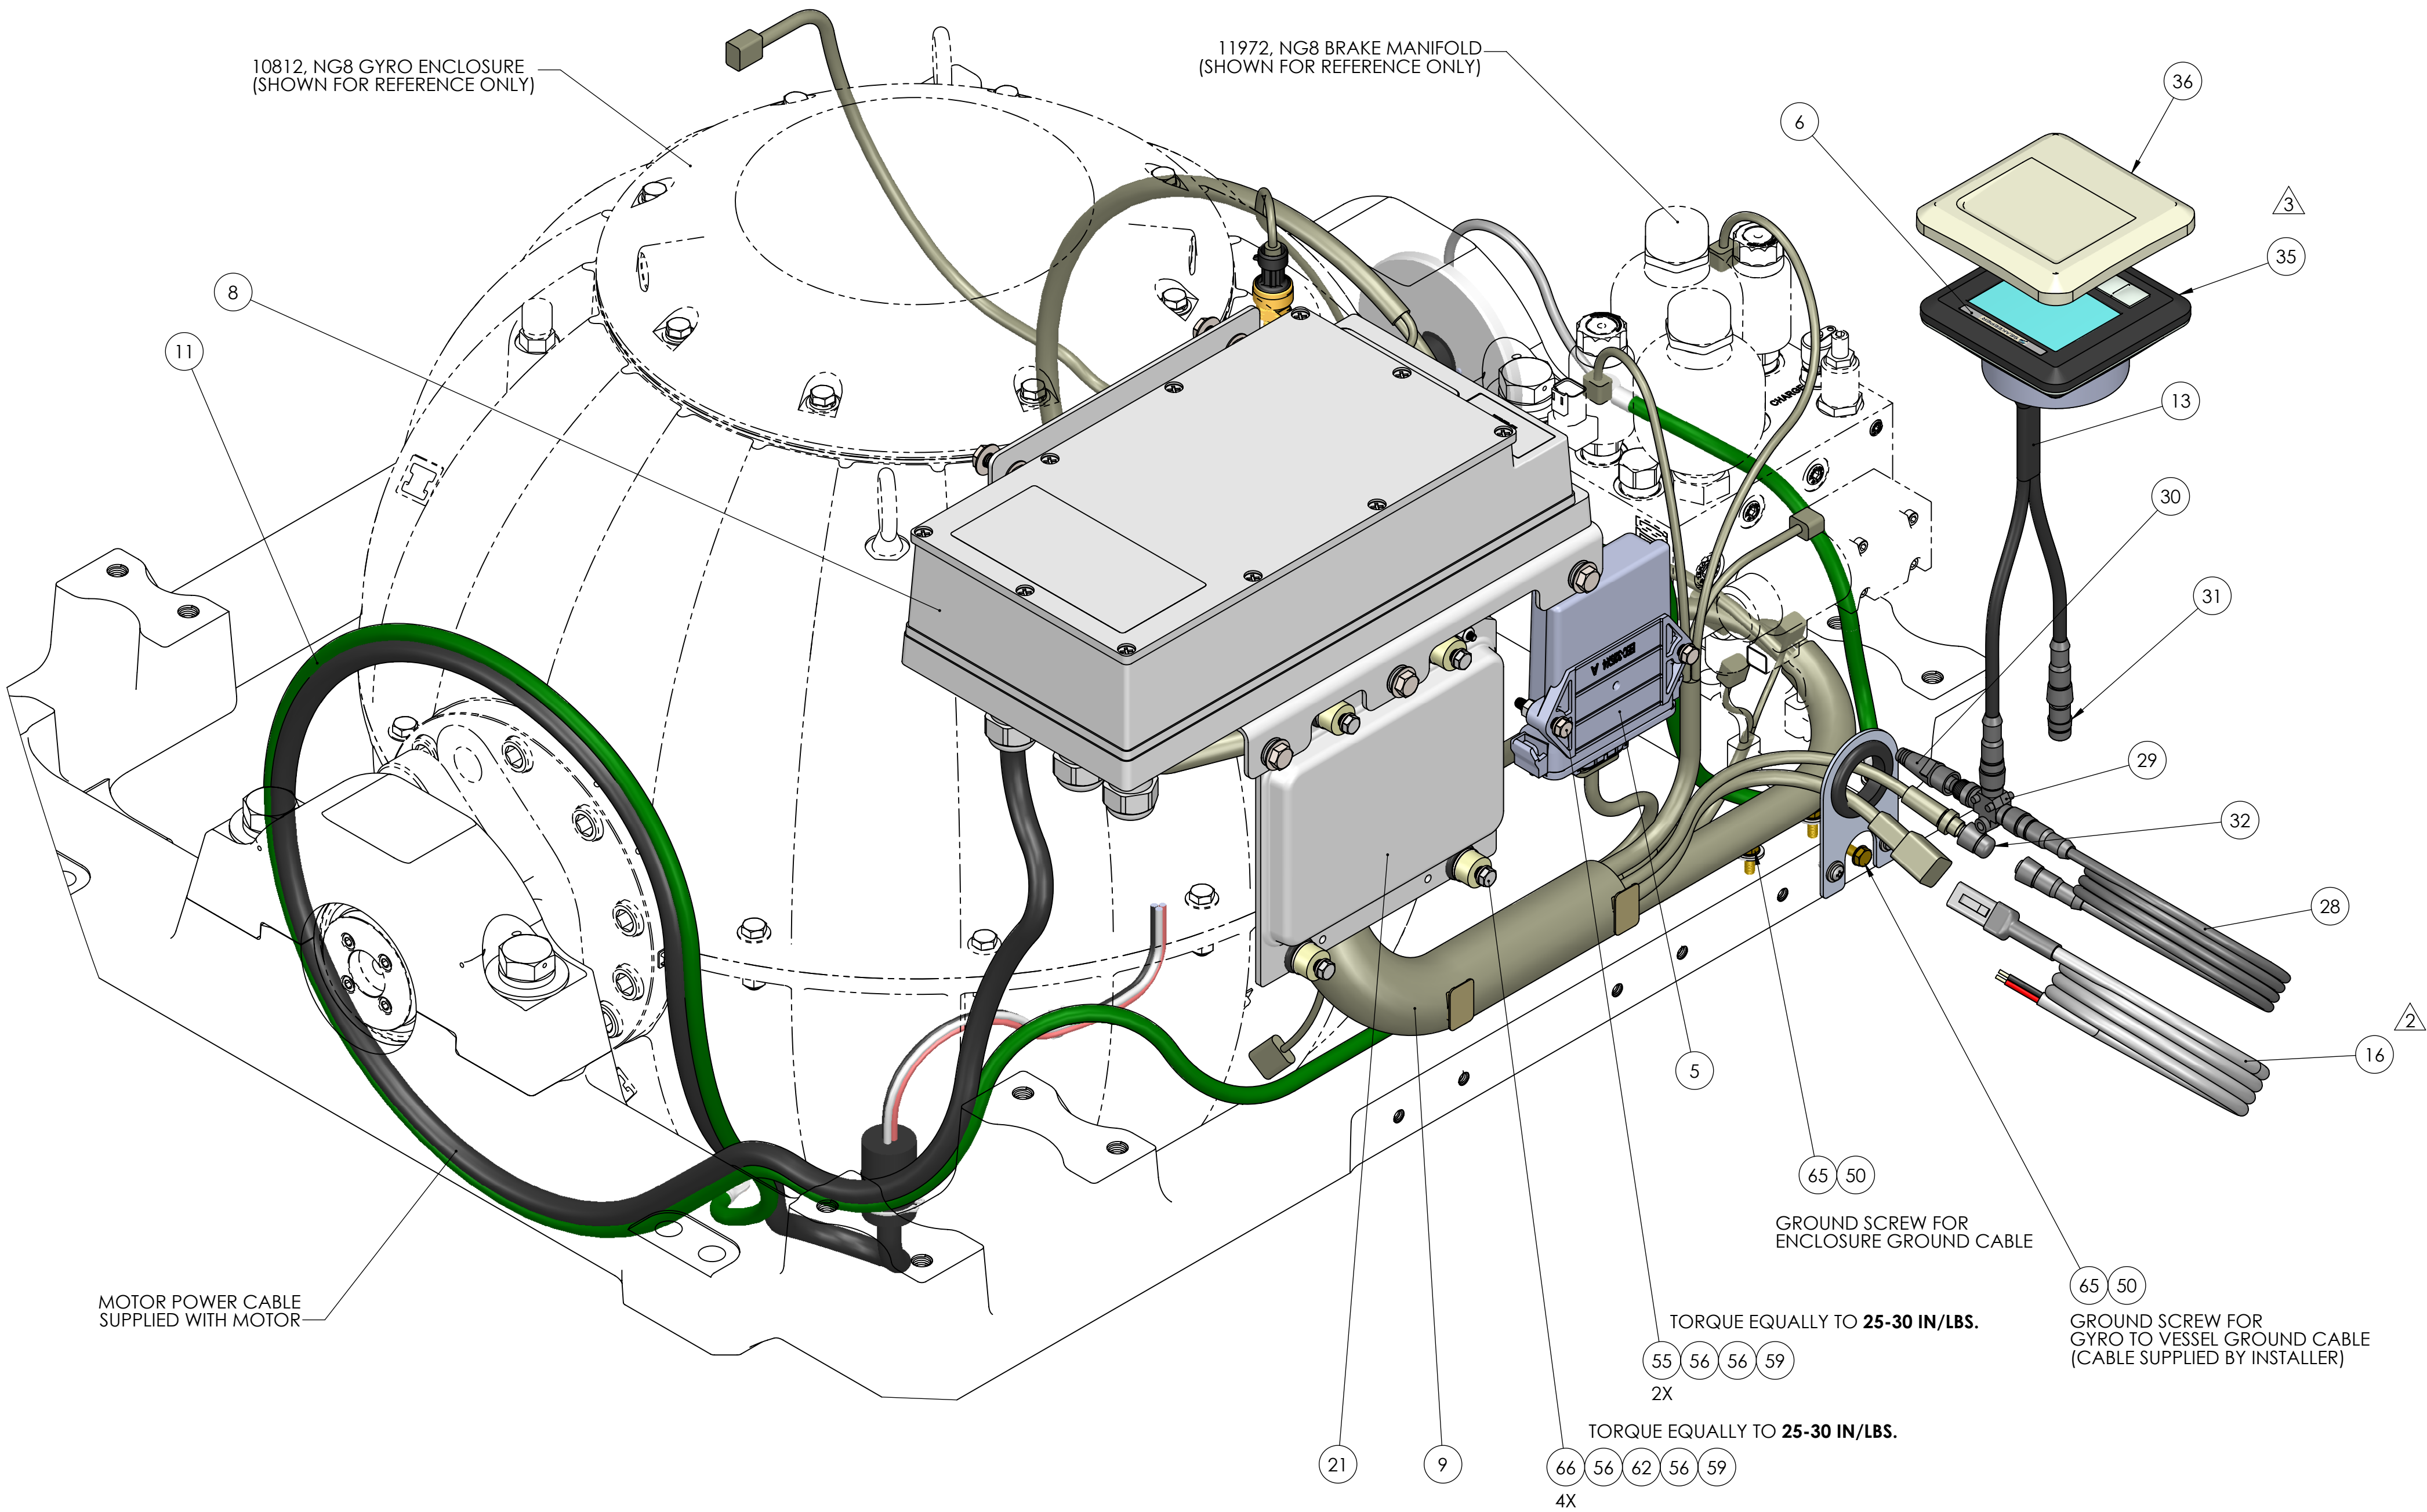 10812, NG8 GYRO ENCLOSURE
(SHOWN FOR REFERENCE ONLY)
11972, NG8 BRAKE MANIFOLD
(SHOWN FOR REFERENCE ONLY)
36
6
3
35
8
11
13
CHARGE
30
31
REVISION A
29
32
28
2
16
5
65 50
GROUND SCREW FOR
ENCLOSURE GROUND CABLE
65 50
GROUND SCREW FOR
GYRO TO VESSEL GROUND CABLE
(CABLE SUPPLIED BY INSTALLER)
MOTOR POWER CABLE
SUPPLIED WITH MOTOR
TORQUE EQUALLY TO 25-30 IN/LBS.
55 56 56 59
2X
TORQUE EQUALLY TO 25-30 IN/LBS.
21
9
66 56 62 56 59
4X